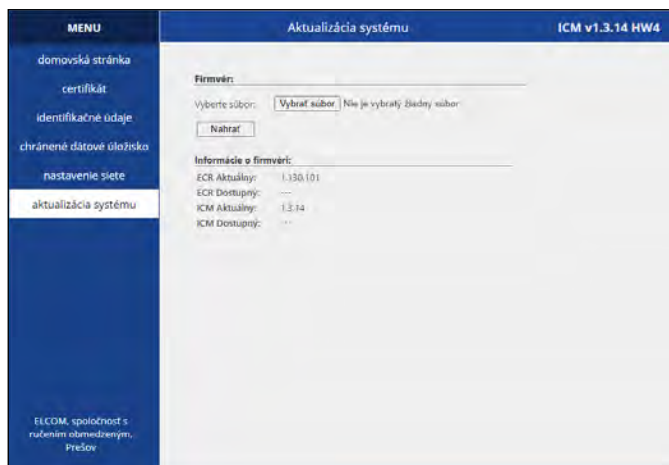 MENU
Aktualizácia systému
ICM v1.3.14 HW4
domovská stránka
certifikát
identifikačné údaje
chránené dátové úložisko
nastavenie siete
aktualizácia systému
Firmvér:
Vyberte súbor: Vybrať súbor Nie je vybratý žiadny súbor
Nahrať
Informácie o firmvéri:
ECR Aktuálny: 1.130.101
ECR Dostupný: ---
ICM Aktuálny: 1.3.14
ICM Dostupný: ---
ELCOM, spoločnosť s
ručením obmedzeným,
Prešov